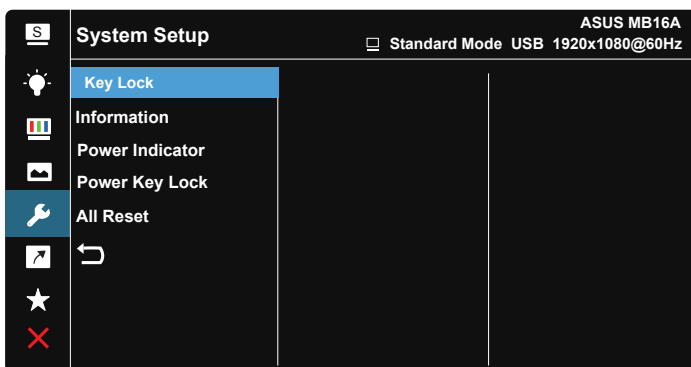 S
System Setup
ASUS MB16A
Standard Mode USB 1920x1080@60Hz
Key Lock
Information
Power Indicator
Power Key Lock
All Reset